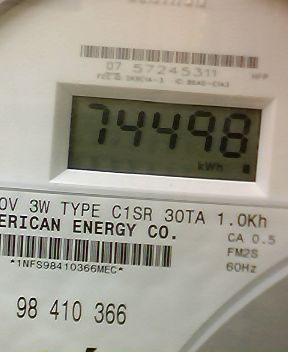 07 57245311
74498
kWh
0V 3W TYPE C1SR 30TA 1.0Kh
ERICAN ENERGY CO.
CA 0.5
FM2S
*1NFS98410366MEC*
60Hz
98 410 366